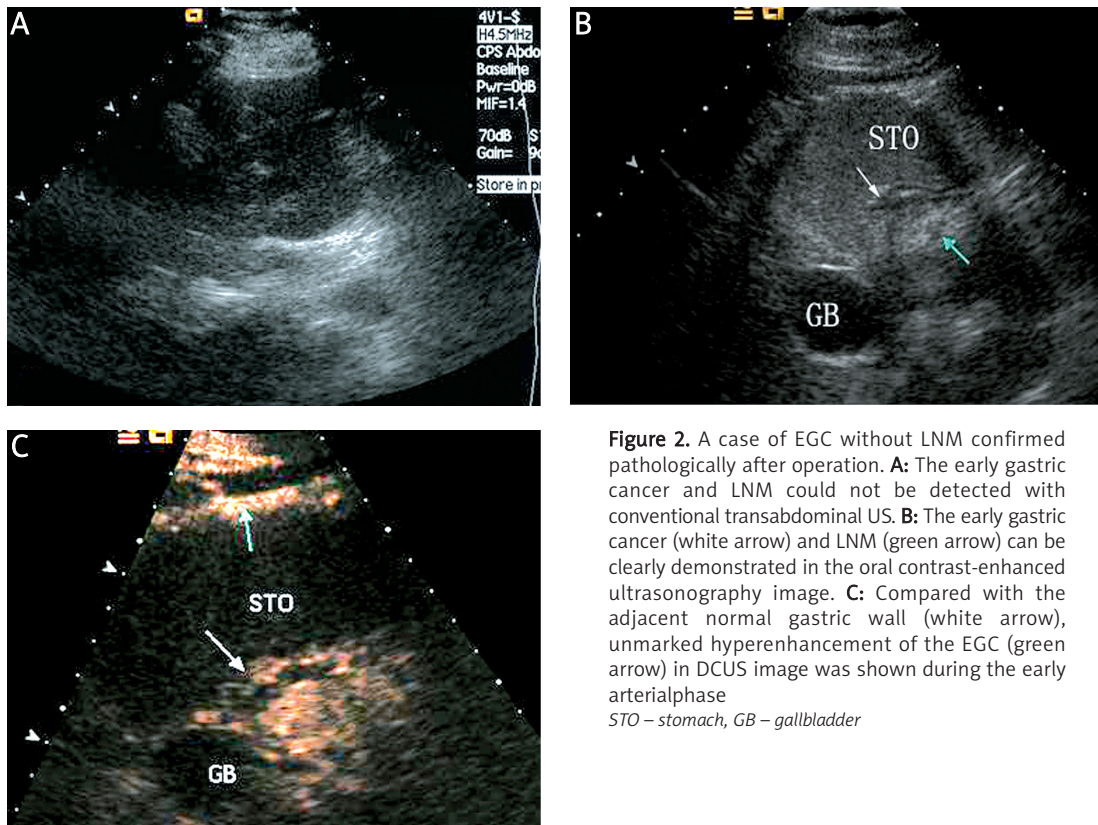 A
4V1-S
H4.5MHz
CPS Abdo
Baseline
Pwr=0dB
MIF=1.4
70dB S1
Gain= 9
Store in pr
B
STO
GB
C
STO
GB
Figure 2. A case of EGC without LNM confirmed
pathologically after operation. A: The early gastric
cancer and LNM could not be detected with
conventional transabdominal US. B: The early gastric
cancer (white arrow) and LNM (green arrow) can be
clearly demonstrated in the oral contrast-enhanced
ultrasonography image. C: Compared with the
adjacent normal gastric wall (white arrow),
unmarked hyperenhancement of the EGC (green
arrow) in DCUS image was shown during the early
arterialphase
STO – stomach, GB – gallbladder